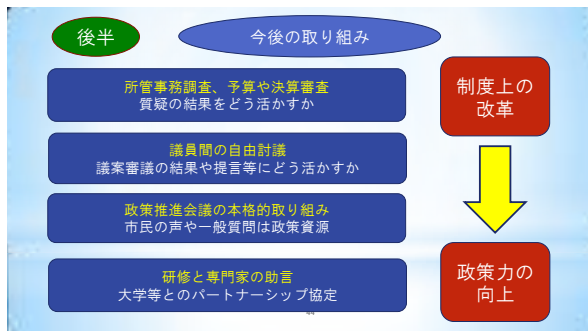 後半
今後の取り組み
所管事務調査、予算や決算審査
質疑の結果をどう活かすか
議員間の自由討議
議案審議の結果や提言等にどう活かすか
政策推進会議の本格的取り組み
市民の声や一般質問は政策資源
研修と専門家の助言
大学等とのパートナーシップ協定
制度上の
改革
政策力の
向上
44